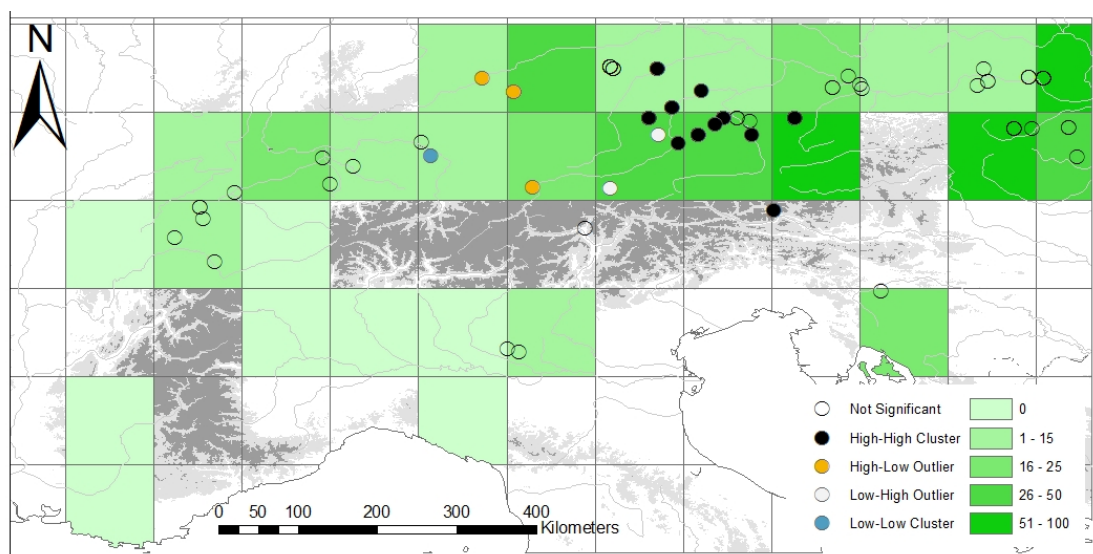 N
Not Significant 0
High-High Cluster 1 - 15
High-Low Outlier 16 - 25
Low-High Outlier 26 - 50
Low-Low Cluster 51 - 100
0 50 100 200 300 400
Kilometers